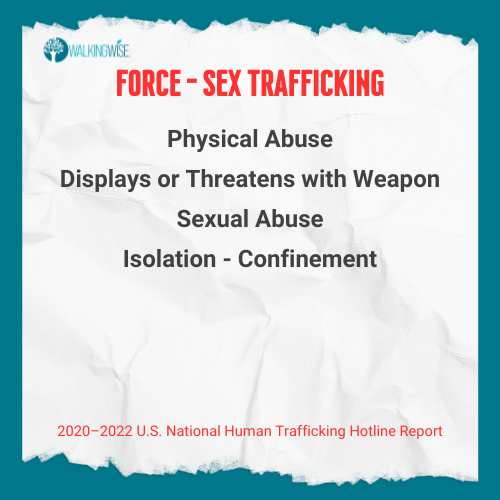 WALKINGWISE
FORCE - SEX TRAFFICKING
Physical Abuse
Displays or Threatens with Weapon
Sexual Abuse
Isolation - Confinement
2020–2022 U.S. National Human Trafficking Hotline Report